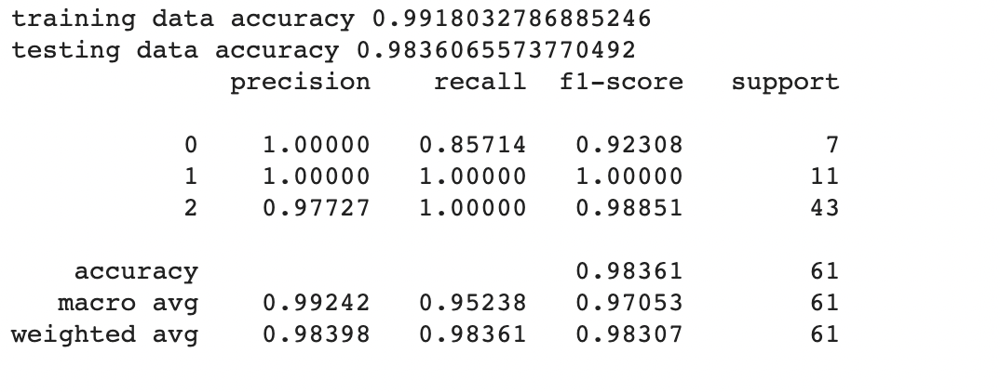 training data accuracy 0.9918032786885246
testing data accuracy 0.9836065573770492
precision recall f1-score support
0 1.00000 0.85714 0.92308 7
1 1.00000 1.00000 1.00000 11
2 0.97727 1.00000 0.98851 43
accuracy 0.98361 61
macro avg 0.99242 0.95238 0.97053 61
weighted avg 0.98398 0.98361 0.98307 61